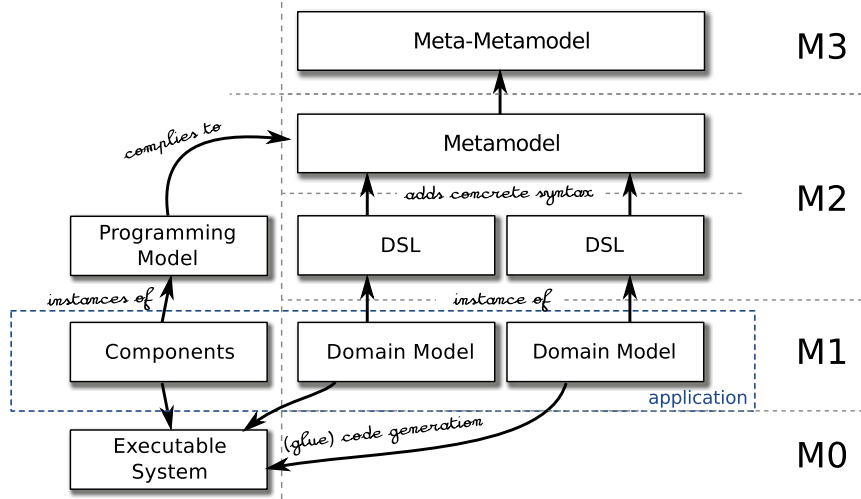 Meta-Metamodel
M3
complies to
Metamodel
adds concrete syntax
M2
Programming
Model
DSL
DSL
instances of
instance of
Components
Domain Model
Domain Model
M1
application
Executable
System
(glue) code generation
M0